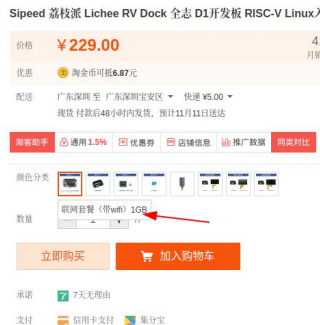 Sipeed 荔枝派 Lichee RV Dock 全志 D1开发板 RISC-V Linux入
价格 ¥229.00
月销
优惠 淘金币可抵6.87元
配送 广东深圳 至 广东深圳宝安区 快递 ¥5.00
现货 付款后48小时内发货，预计11月11日送达
淘客助手 通用 1.5% 优惠券 店铺信息 推广数据 同类对比
颜色分类
联网套餐（带wifi）1GB
数量 1 件
立即购买 加入购物车
承诺 7 7天无理由
支付 信用卡支付 集分宝